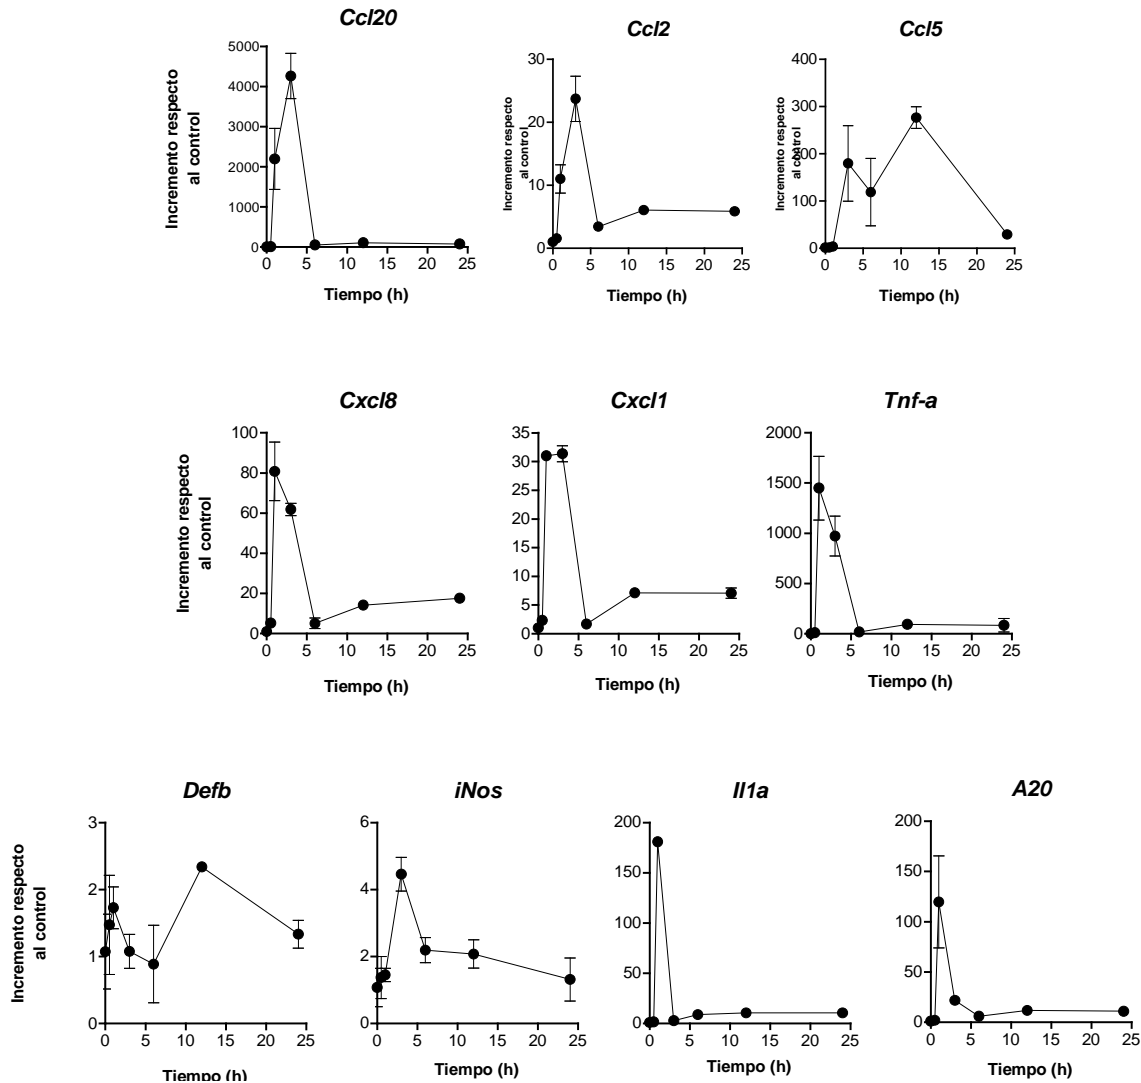 Ccl20
5000
4000
3000
2000
1000
0
0 5 10 15 20 25
Incremento respecto
al control
Tiempo (h)
Ccl2
30
20
10
0
0 5 10 15 20 25
Incremento respecto
al control
Tiempo (h)
Ccl5
400
300
200
100
0
0 5 10 15 20 25
Incremento respecto
al control
Tiempo (h)
Cxcl8
100
80
60
40
20
0
0 5 10 15 20 25
Incremento respecto
al control
Tiempo (h)
Cxcl1
35
30
25
20
15
10
5
0
0 5 10 15 20 25
Tiempo (h)
Tnf-a
2000
1500
1000
500
0
0 5 10 15 20 25
Tiempo (h)
Defb
3
2
1
0
0 5 10 15 20 25
Incremento respecto
al control
Tiempo (h)
iNos
6
4
2
0
0 5 10 15 20 25
Tiempo (h)
Il1a
200
150
100
50
0
0 5 10 15 20 25
Tiempo (h)
A20
200
150
100
50
0
0 5 10 15 20 25
Tiempo (h)